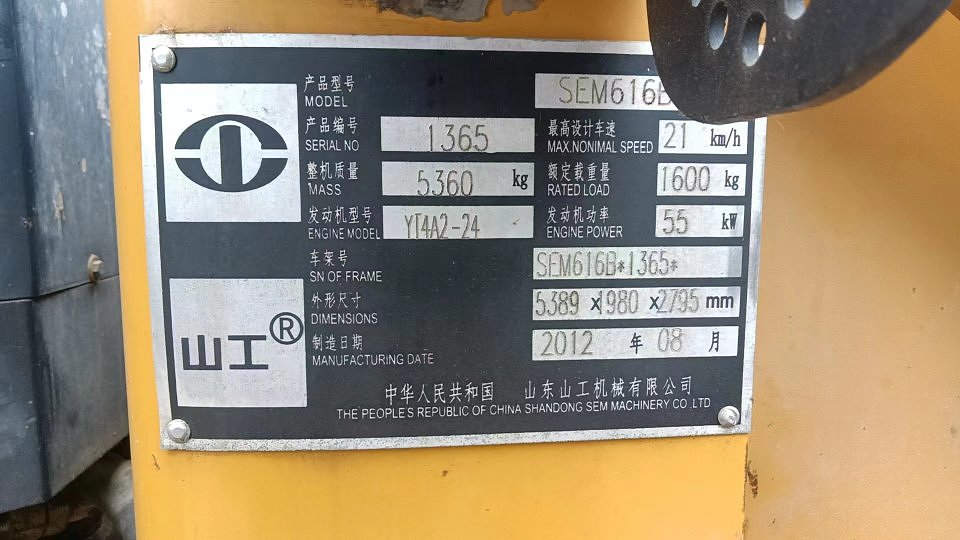 产品型号 SEM616B
MODEL
产品编号 1365 最高设计车速 21 km/h
SERIAL NO MAX.NONIMAL SPEED
整机质量 5360 kg 额定载重量 1600 kg
MASS RATED LOAD
发动机型号 YT4A2-24 发动机功率 55 kW
ENGINE MODEL ENGINE POWER
车架号 SEM616B*1365*
SN OF FRAME
外形尺寸 5389 x1980 x2795 mm
DIMENSIONS
山工®
制造日期 2012 年 08 月
MANUFACTURING DATE
中华人民共和国 山东山工机械有限公司
THE PEOPLE'S REPUBLIC OF CHINA SHANDONG SEM MACHINERY CO.,LTD